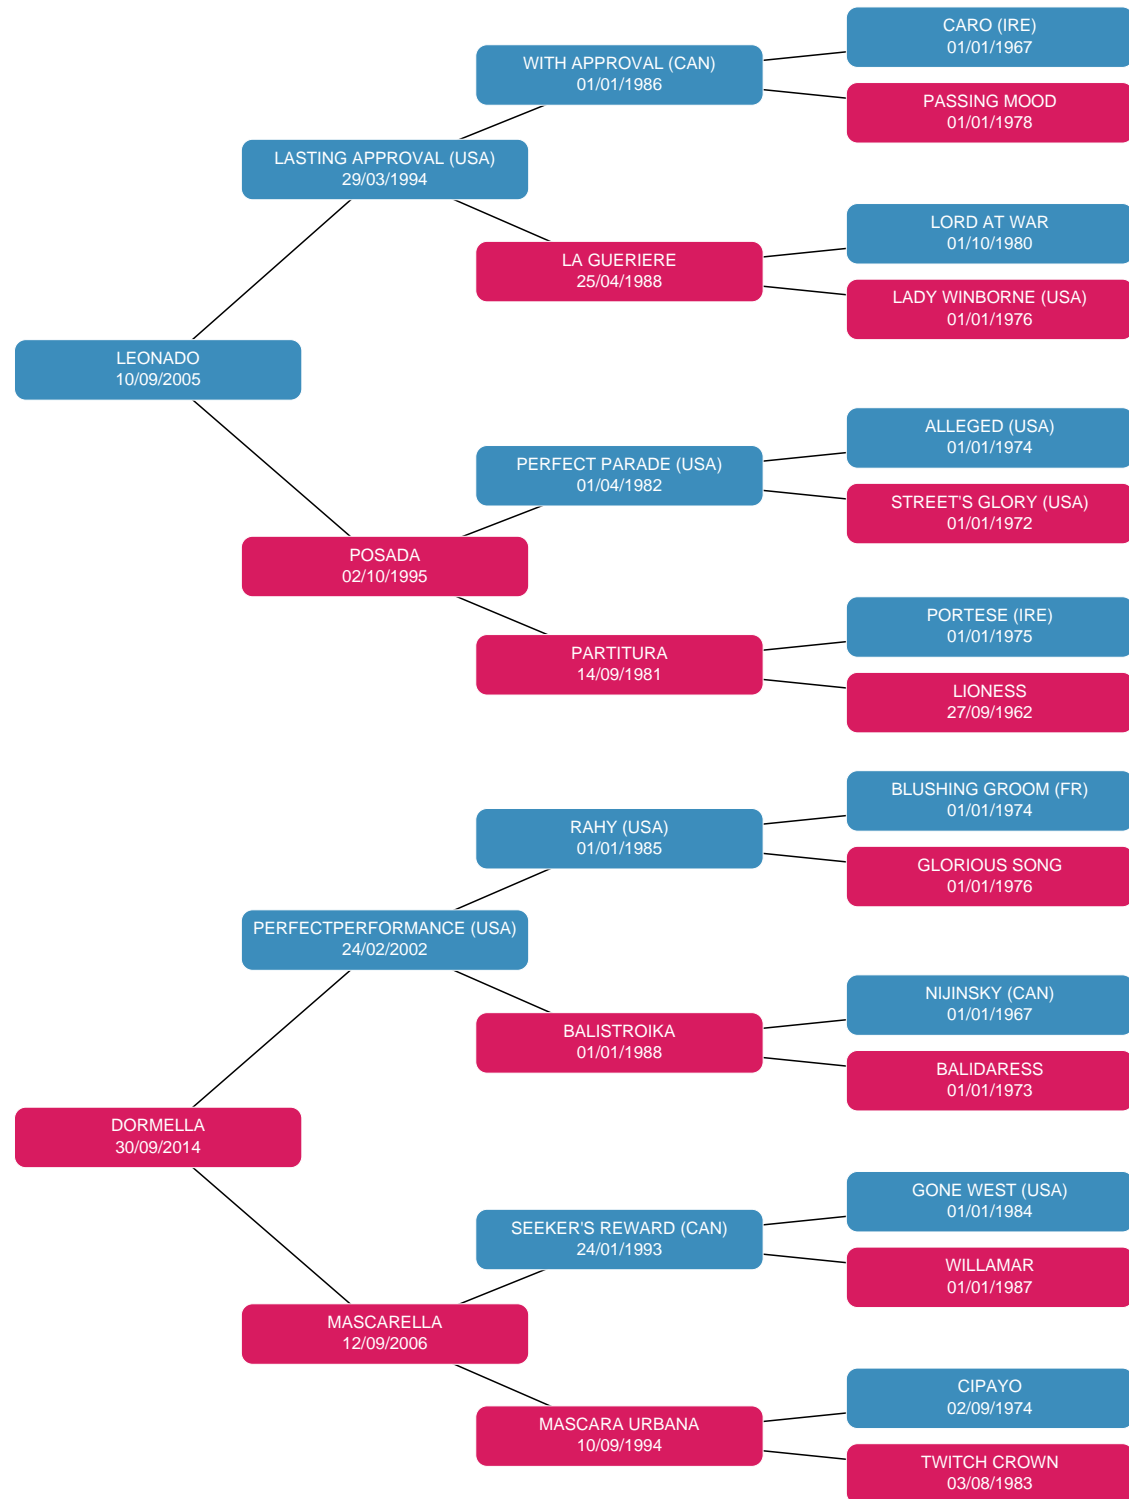 CARO (IRE)
01/01/1967
WITH APPROVAL (CAN)
01/01/1986
PASSING MOOD
01/01/1978
LASTING APPROVAL (USA)
29/03/1994
LORD AT WAR
01/10/1980
LA GUERIERE
25/04/1988
LADY WINBORNE (USA)
01/01/1976
LEONADO
10/09/2005
ALLEGED (USA)
01/01/1974
PERFECT PARADE (USA)
01/04/1982
STREET'S GLORY (USA)
01/01/1972
POSADA
02/10/1995
PORTESE (IRE)
01/01/1975
PARTITURA
14/09/1981
LIONESS
27/09/1962
BLUSHING GROOM (FR)
01/01/1974
RAHY (USA)
01/01/1985
GLORIOUS SONG
01/01/1976
PERFECTPERFORMANCE (USA)
24/02/2002
NIJINSKY (CAN)
01/01/1967
BALISTROIKA
01/01/1988
BALIDARESS
01/01/1973
DORMELLA
30/09/2014
GONE WEST (USA)
01/01/1984
SEEKER'S REWARD (CAN)
24/01/1993
WILLAMAR
01/01/1987
MASCARELLA
12/09/2006
CIPAYO
02/09/1974
MASCARA URBANA
10/09/1994
TWITCH CROWN
03/08/1983